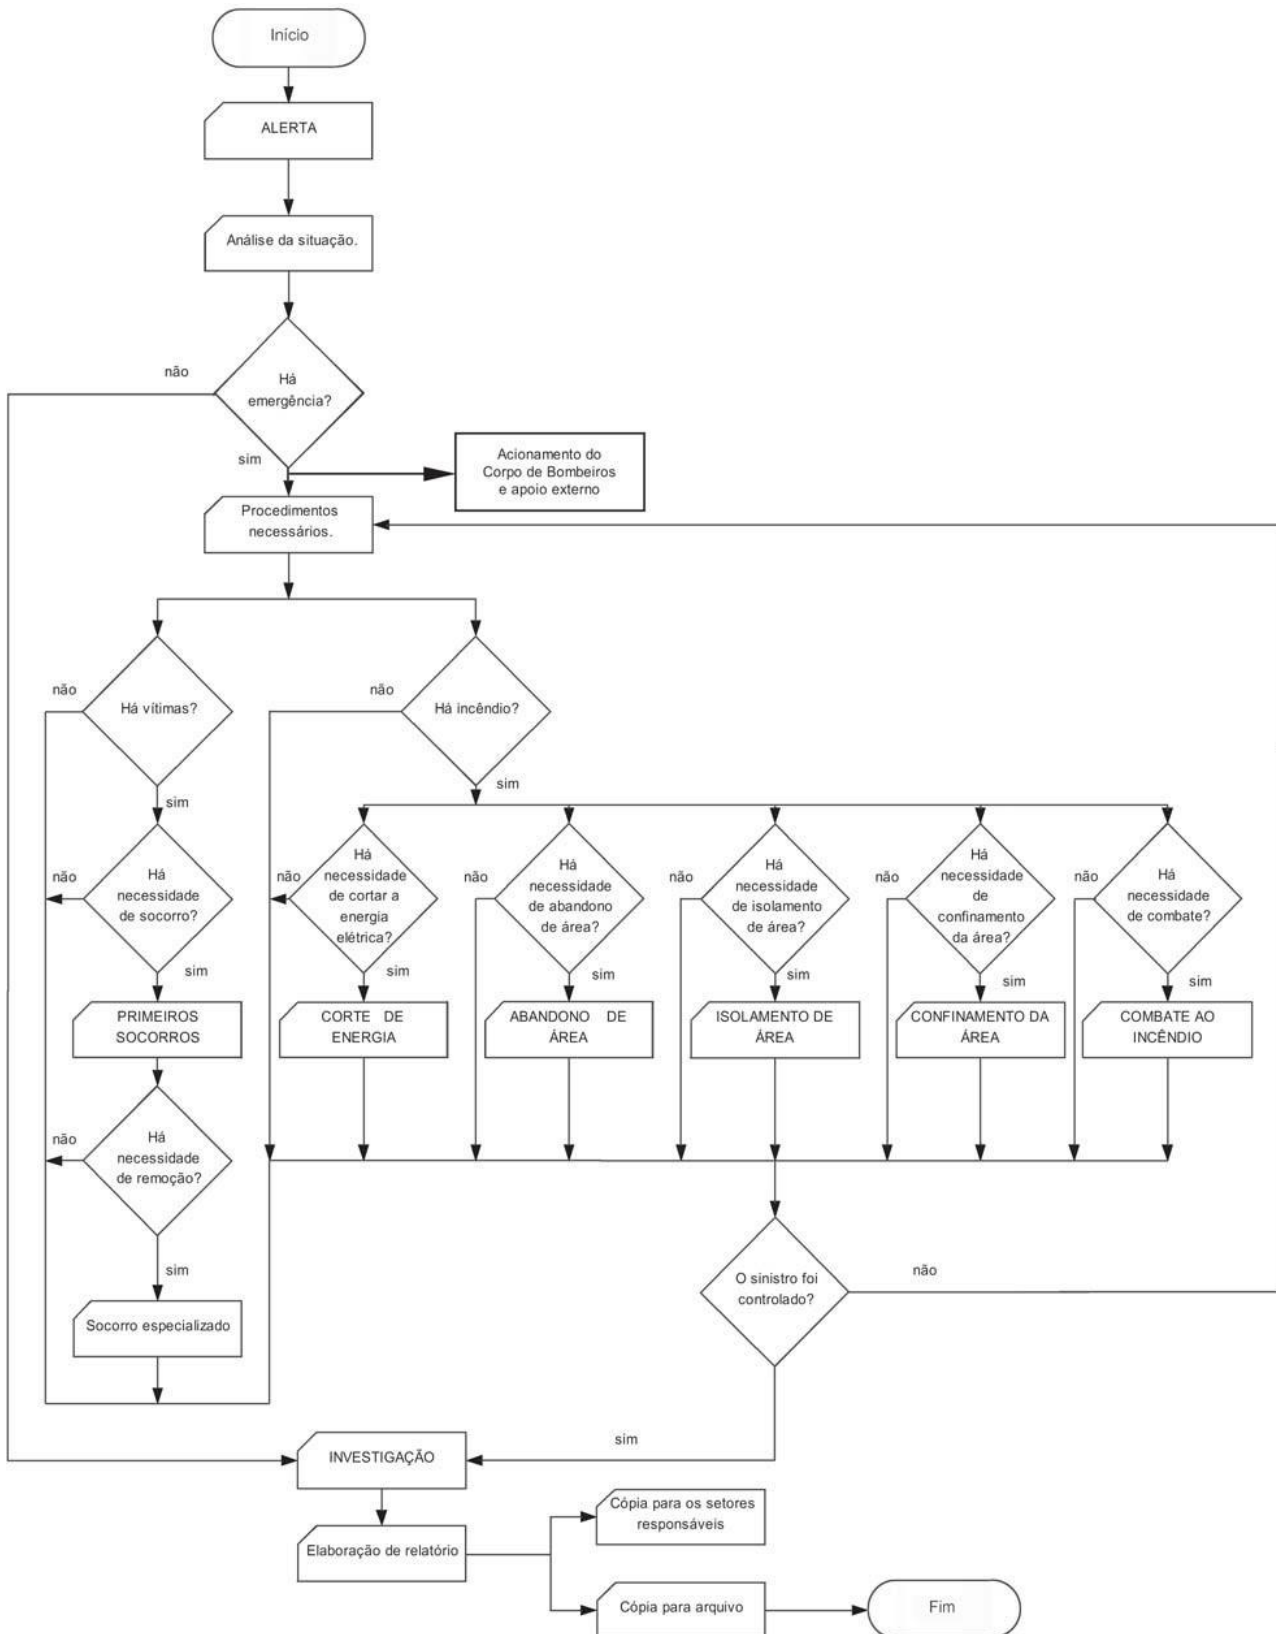 Início
ALERTA
Análise da situação.
não
Há
emergência?
sim
Acionamento do
Corpo de Bombeiros
e apoio externo
Procedimentos
necessários.
não
Há vítimas?
não
Há incêndio?
sim
sim
não
Há
necessidade
de socorro?
não
Há
necessidade
de cortar a
energia
elétrica?
não
Há
necessidade
de abandono
de área?
não
Há
necessidade
de isolamento
de área?
não
Há
necessidade
de
confinamento
da área?
não
Há
necessidade
de combate?
sim
sim
sim
sim
sim
sim
PRIMEIROS
SOCORROS
CORTE DE
ENERGIA
ABANDONO DE
ÁREA
ISOLAMENTO DE
ÁREA
CONFINAMENTO DA
ÁREA
COMBATE AO
INCÊNDIO
não
Há
necessidade
de remoção?
sim
Socorro especializado
O sinistro foi
controlado?
não
sim
INVESTIGAÇÃO
Elaboração de relatório
Cópia para os setores
responsáveis
Cópia para arquivo
Fim